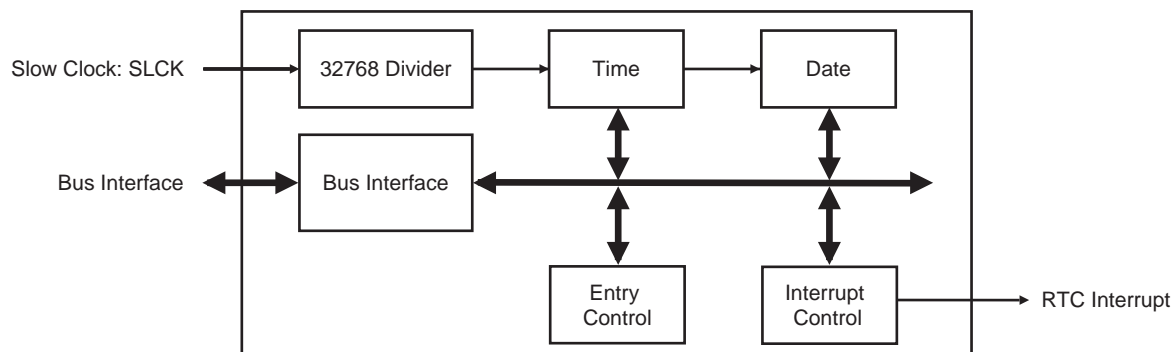 Slow Clock: SLCK
32768 Divider
Time
Date
Bus Interface
Bus Interface
Entry
Control
Interrupt
Control
RTC Interrupt